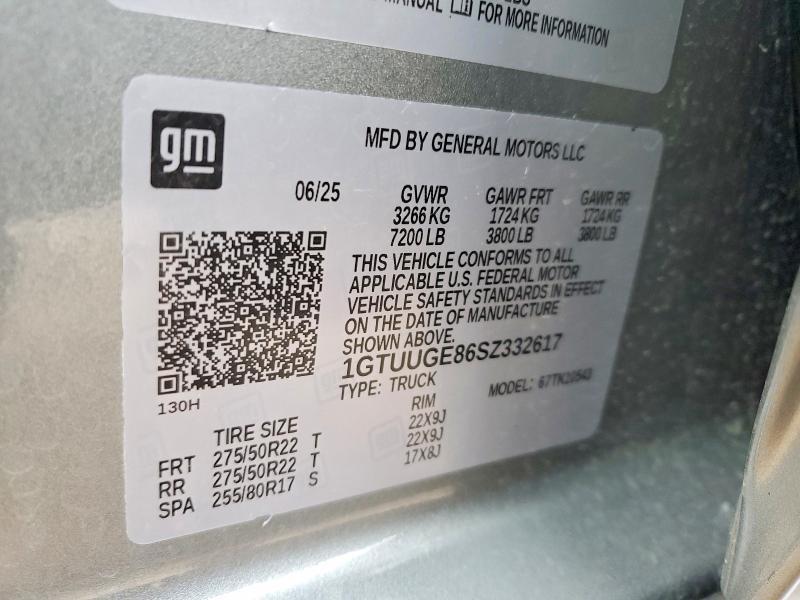 MANUAL FOR MORE INFORMATION
gm
MFD BY GENERAL MOTORS LLC
06/25 GVWR GAWR FRT GAWR RR
3266 KG 1724 KG 1724 KG
7200 LB 3800 LB 3800 LB
THIS VEHICLE CONFORMS TO ALL
APPLICABLE U.S. FEDERAL MOTOR
VEHICLE SAFETY STANDARDS IN EFFECT
ON THE DATE OF MANUFACTURE
SHOWN ABOVE.
1GTUUGE86SZ332617
TYPE: TRUCK MODEL: 67TK10543
130H
TIRE SIZE RIM
FRT 275/50R22 T 22X9J
RR 275/50R22 T 22X9J
SPA 255/80R17 S 17X8J